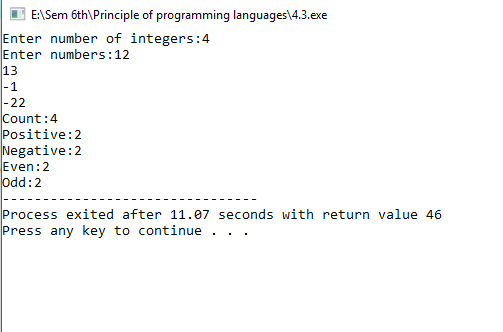 E:\Sem 6th\Principle of programming languages\4.3.exe
Enter number of integers:4
Enter numbers:12
13
-1
-22
Count:4
Positive:2
Negative:2
Even:2
Odd:2
--------------------------------
Process exited after 11.07 seconds with return value 46
Press any key to continue . . .